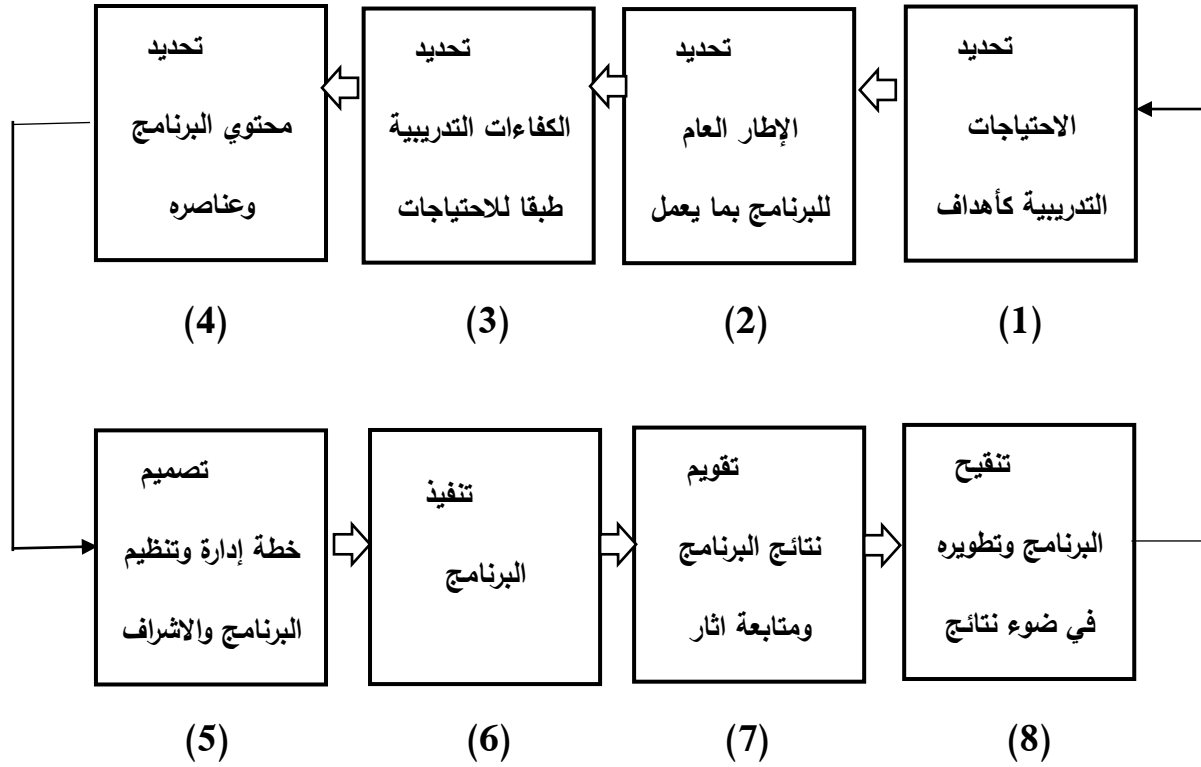 تحديد
الاحتياجات
التدريبية كأهداف
(1)
تحديد
الإطار العام
للبرنامج بما يعمل
(2)
تحديد
الكفاءات التدريبية
طبقا للاحتياجات
(3)
تحديد
محتوي البرنامج
وعناصره
(4)
تصميم
خطة إدارة وتنظيم
البرنامج والاشراف
(5)
تنفيذ
البرنامج
(6)
تقويم
نتائج البرنامج
ومتابعة اثار
(7)
تنقيح
البرنامج وتطويره
في ضوء نتائج
(8)